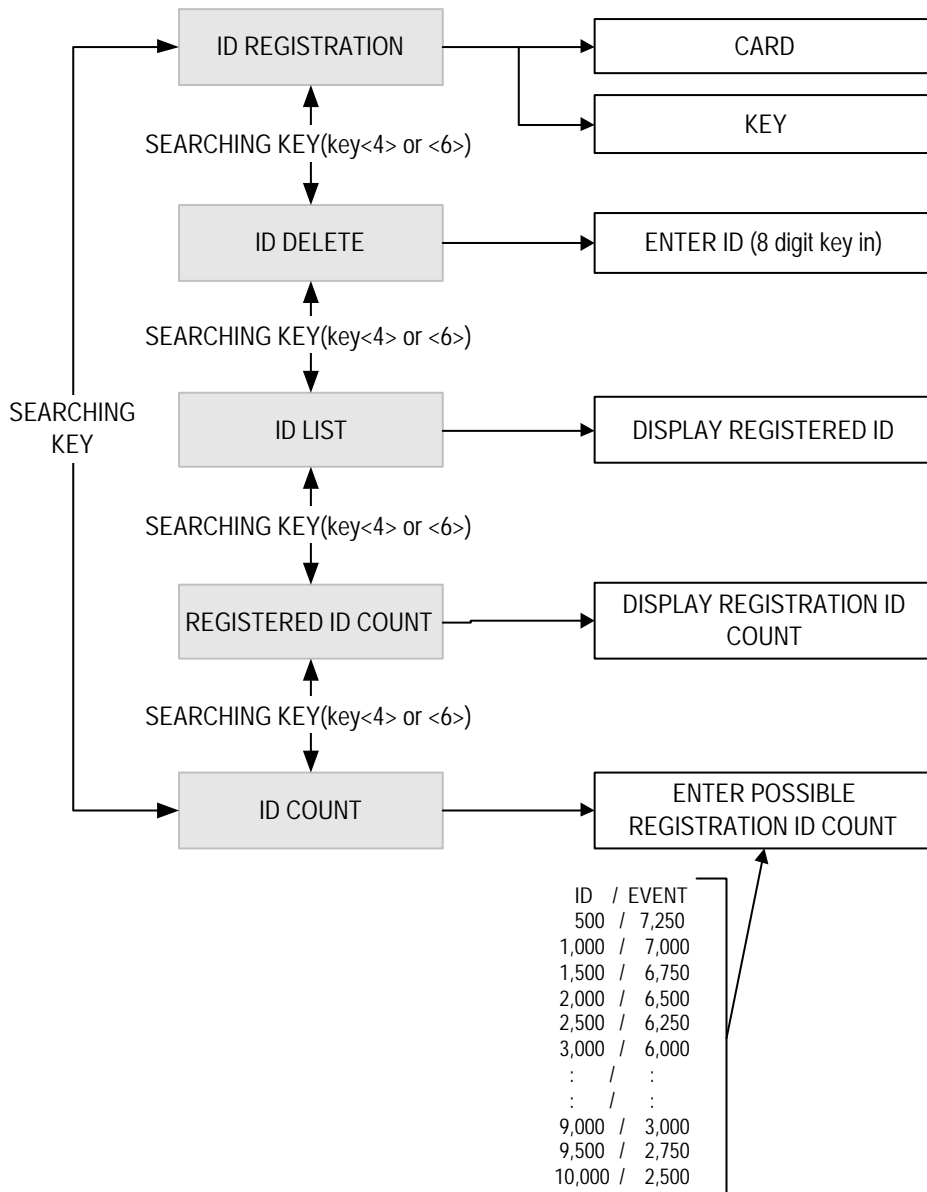 ID REGISTRATION
CARD
KEY
SEARCHING KEY(key<4> or <6>)
ID DELETE
ENTER ID (8 digit key in)
SEARCHING KEY(key<4> or <6>)
SEARCHING
KEY
ID LIST
DISPLAY REGISTERED ID
SEARCHING KEY(key<4> or <6>)
REGISTERED ID COUNT
DISPLAY REGISTRATION ID
COUNT
SEARCHING KEY(key<4> or <6>)
ID COUNT
ENTER POSSIBLE
REGISTRATION ID COUNT
ID / EVENT
500 / 7,250
1,000 / 7,000
1,500 / 6,750
2,000 / 6,500
2,500 / 6,250
3,000 / 6,000
: / :
: / :
9,000 / 3,000
9,500 / 2,750
10,000 / 2,500